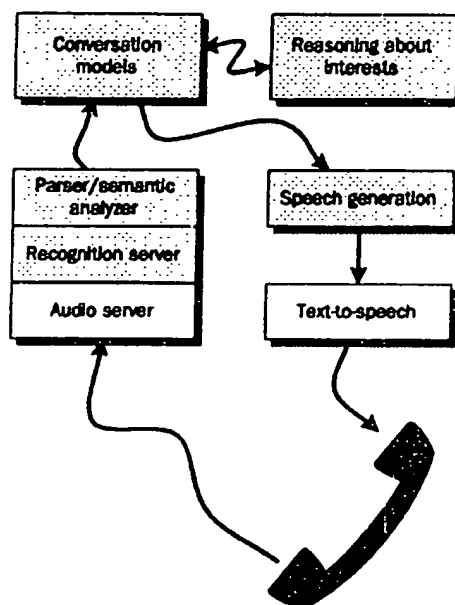 Conversation
models
Reasoning about
interests
Parser/semantic
analyzer
Recognition server
Audio server
Speech generation
Text-to-speech